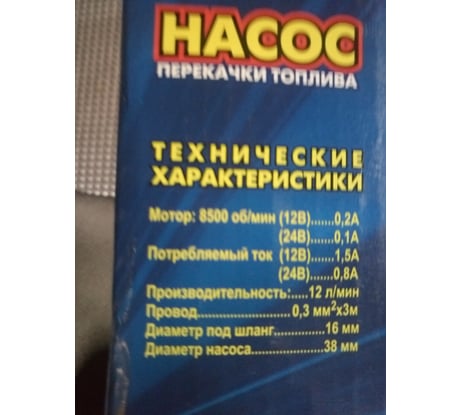 НАСОС
ПЕРЕКАЧКИ ТОПЛИВА
ТЕХНИЧЕСКИЕ
ХАРАКТЕРИСТИКИ
Мотор: 8500 об/мин (12В).......0,2А
(24В).......0,1А
Потребляемый ток (12В).......1,5А
(24В).......0,8А
Производительность:.....12 л/мин
Провод......................0,3 мм²х3м
Диаметр под шланг............16 мм
Диаметр насоса.................38 мм